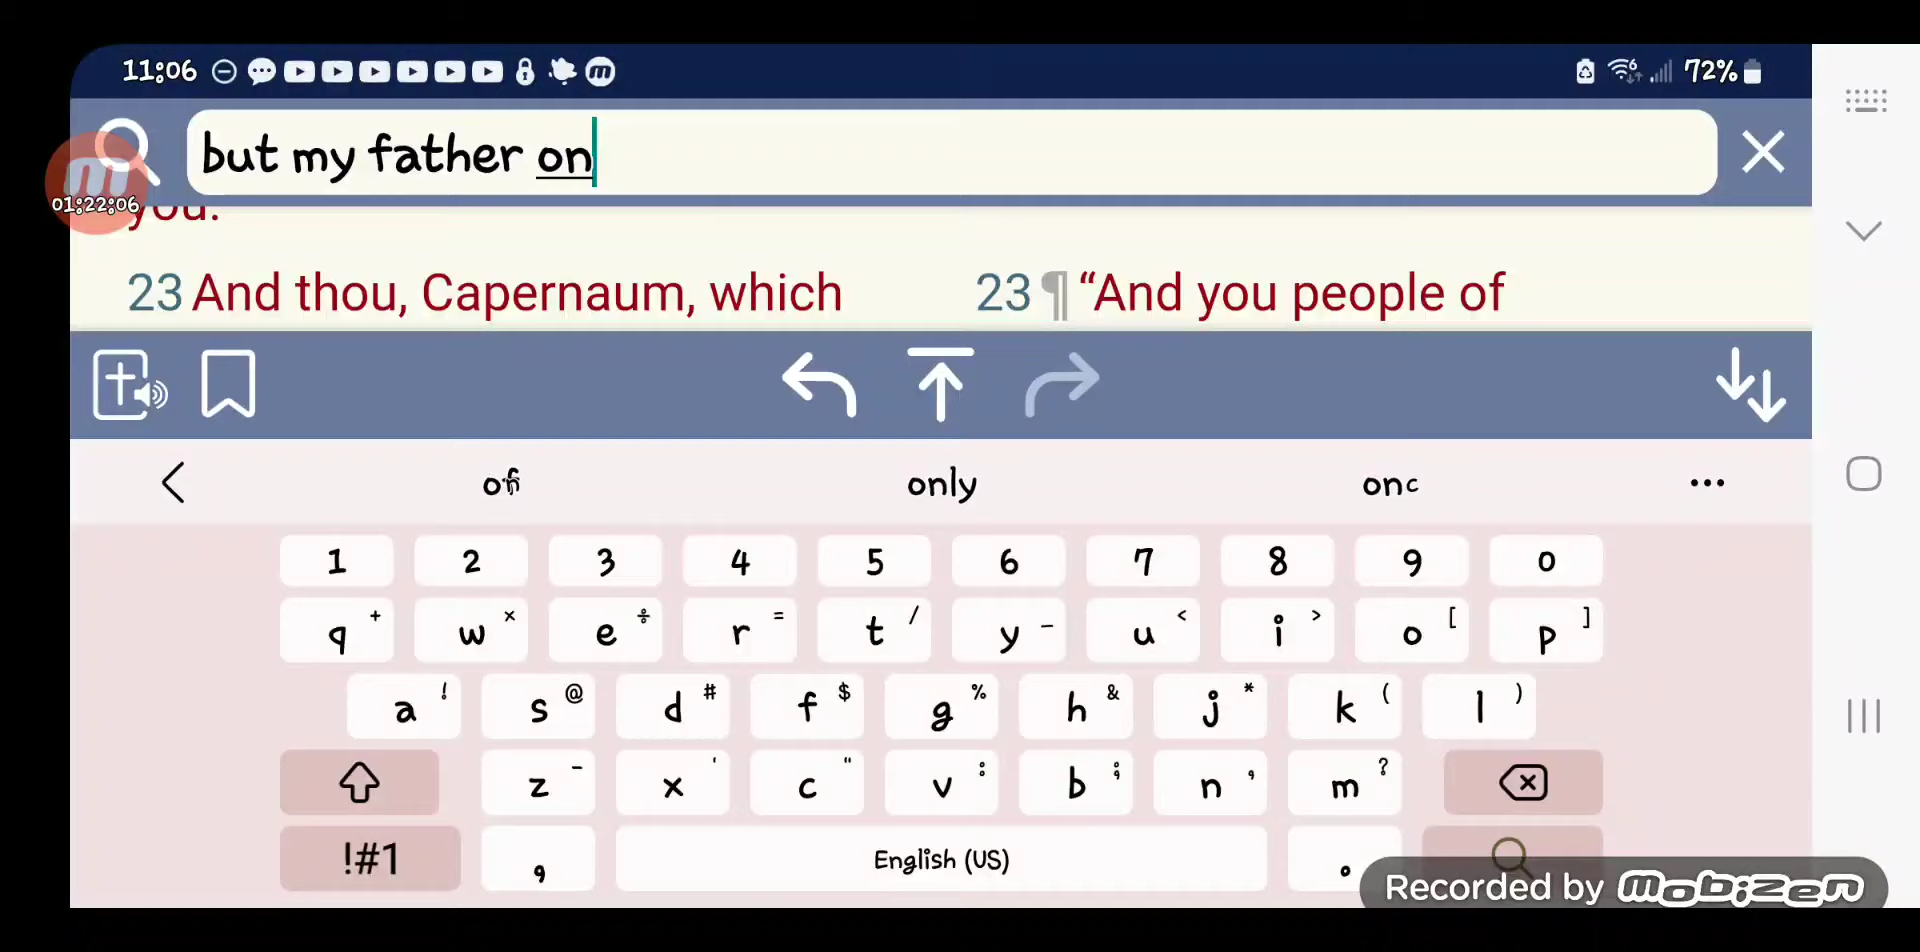 11:06 72%
but my father on
01:22:06
you.
23 And thou, Capernaum, which
23 ¶ “And you people of
only
1 2 3 4 5 6 7 8 9 0
q + w × e ÷ r = t / y - u < i > o [ p ]
a ! s @ d # f $ g % h & j * k ( l )
z - x ' c " v : b ; n , m ?
!#1 , English (US) .
Recorded by Mobizen